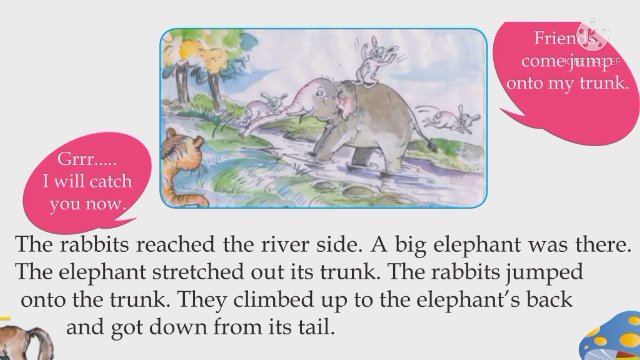 Friends,
come jump
onto my trunk.
Grrr.....
I will catch
you now.
The rabbits reached the river side. A big elephant was there.
The elephant stretched out its trunk. The rabbits jumped
onto the trunk. They climbed up to the elephant's back
and got down from its tail.